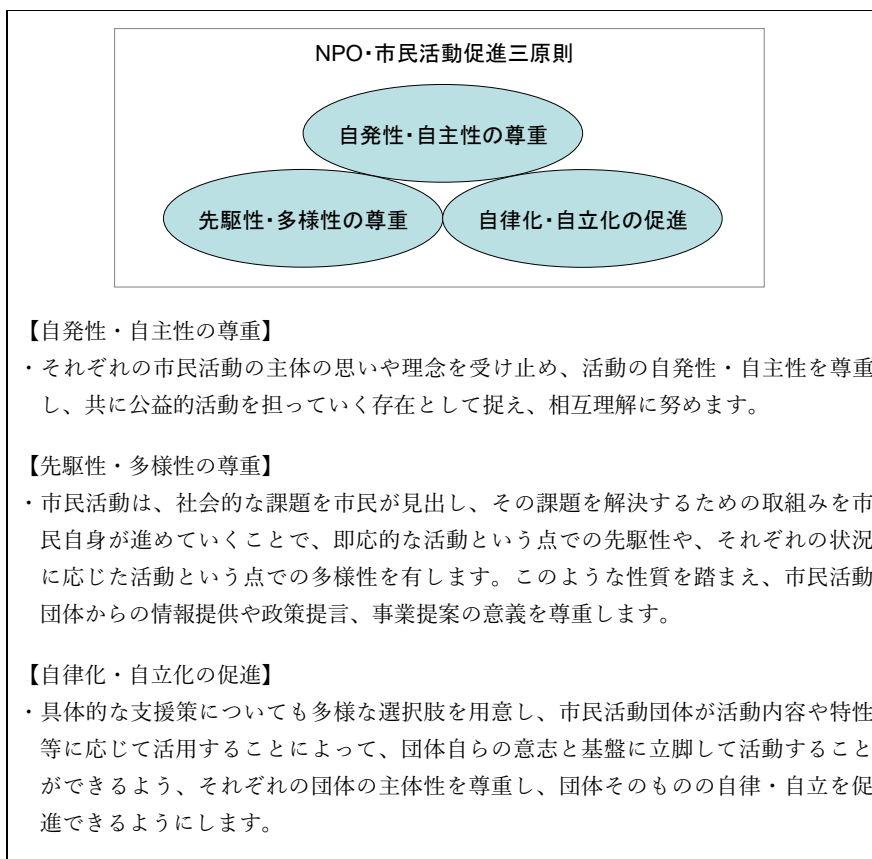 NPO・市民活動促進三原則
自発性・自主性の尊重
先駆性・多様性の尊重
自律化・自立化の促進
【自発性・自主性の尊重】
・それぞれの市民活動の主体の思いや理念を受け止め、活動の自発性・自主性を尊重
し、共に公益的活動を担っていく存在として捉え、相互理解に努めます。
【先駆性・多様性の尊重】
・市民活動は、社会的な課題を市民が見出し、その課題を解決するための取組みを市
民自身が進めていくことで、即応的な活動という点での先駆性や、それぞれの状況
に応じた活動という点での多様性を有します。このような性質を踏まえ、市民活動
団体からの情報提供や政策提言、事業提案の意義を尊重します。
【自律化・自立化の促進】
・具体的な支援策についても多様な選択肢を用意し、市民活動団体が活動内容や特性
等に応じて活用することによって、団体自らの意志と基盤に立脚して活動すること
ができるよう、それぞれの団体の主体性を尊重し、団体そのものの自律・自立を促
進できるようにします。